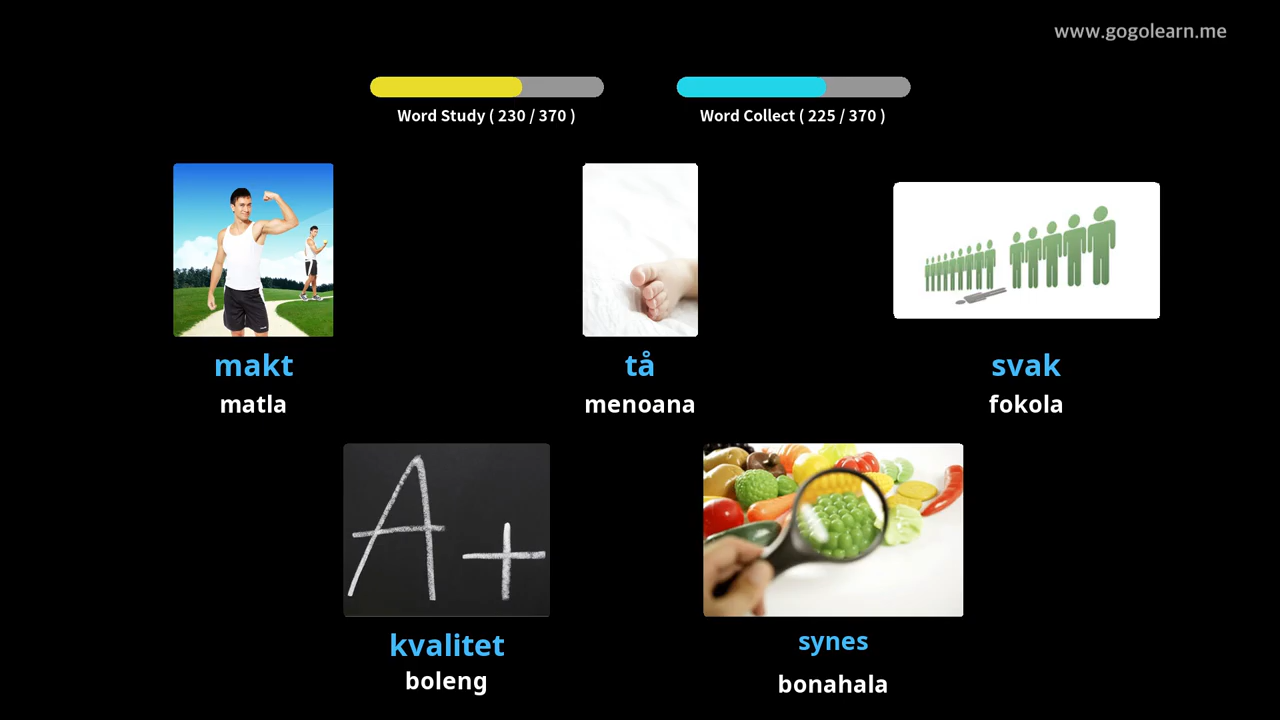 www.gogolearn.me
Word Study ( 230 / 370 )
Word Collect ( 225 / 370 )
makt
matla
tå
menoana
svak
fokola
A+
kvalitet
boleng
synes
bonahala